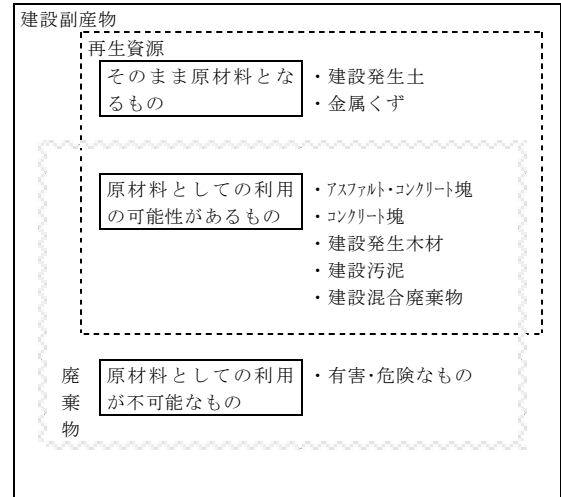 建設副産物
再生資源
そのまま原材料とな
るもの
・建設発生土
・金属くず
原材料としての利用
の可能性があるもの
・ｱｽﾌｧﾙﾄ･ｺﾝｸﾘｰﾄ塊
・ｺﾝｸﾘｰﾄ塊
・建設発生木材
・建設汚泥
・建設混合廃棄物
廃棄物
原材料としての利用
が不可能なもの
・有害･危険なもの